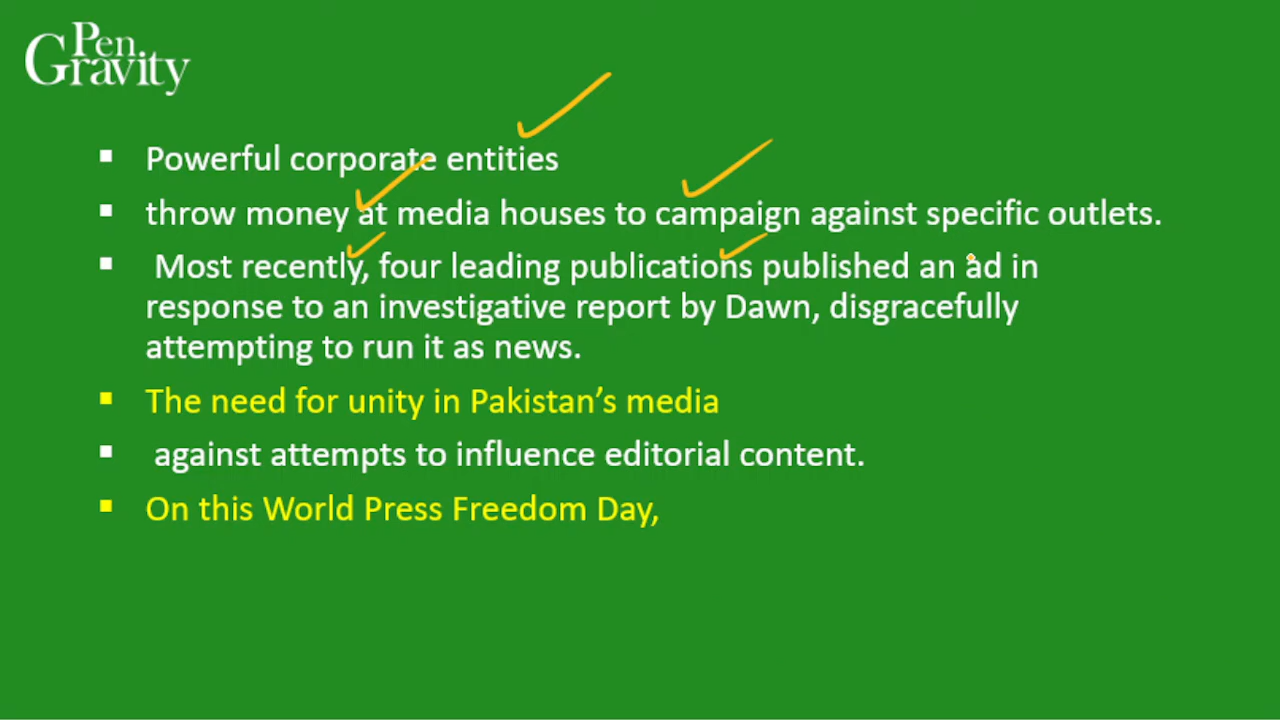 Pen
Gravity
▪ Powerful corporate entities
▪ throw money at media houses to campaign against specific outlets.
▪ Most recently, four leading publications published an ad in
response to an investigative report by Dawn, disgracefully
attempting to run it as news.
▪ The need for unity in Pakistan’s media
▪ against attempts to influence editorial content.
▪ On this World Press Freedom Day,